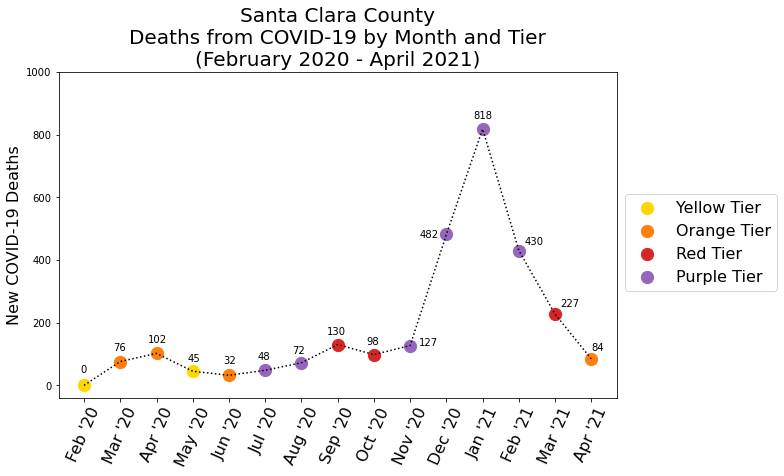 Santa Clara County
Deaths from COVID-19 by Month and Tier
(February 2020 - April 2021)
New COVID-19 Deaths
1000
800
600
400
200
0
0
76
102
45
32
48
72
130
98
127
482
818
430
227
84
Feb '20
Mar '20
Apr '20
May '20
Jun '20
Jul '20
Aug '20
Sep '20
Oct '20
Nov '20
Dec '20
Jan '21
Feb '21
Mar '21
Apr '21
Yellow Tier
Orange Tier
Red Tier
Purple Tier